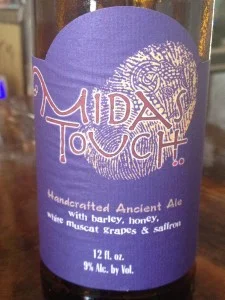 MIDAS
TOUCH
Handcrafted Ancient Ale
with barley, honey,
white muscat grapes & saffron
12 fl. oz.
9% Alc. by Vol.